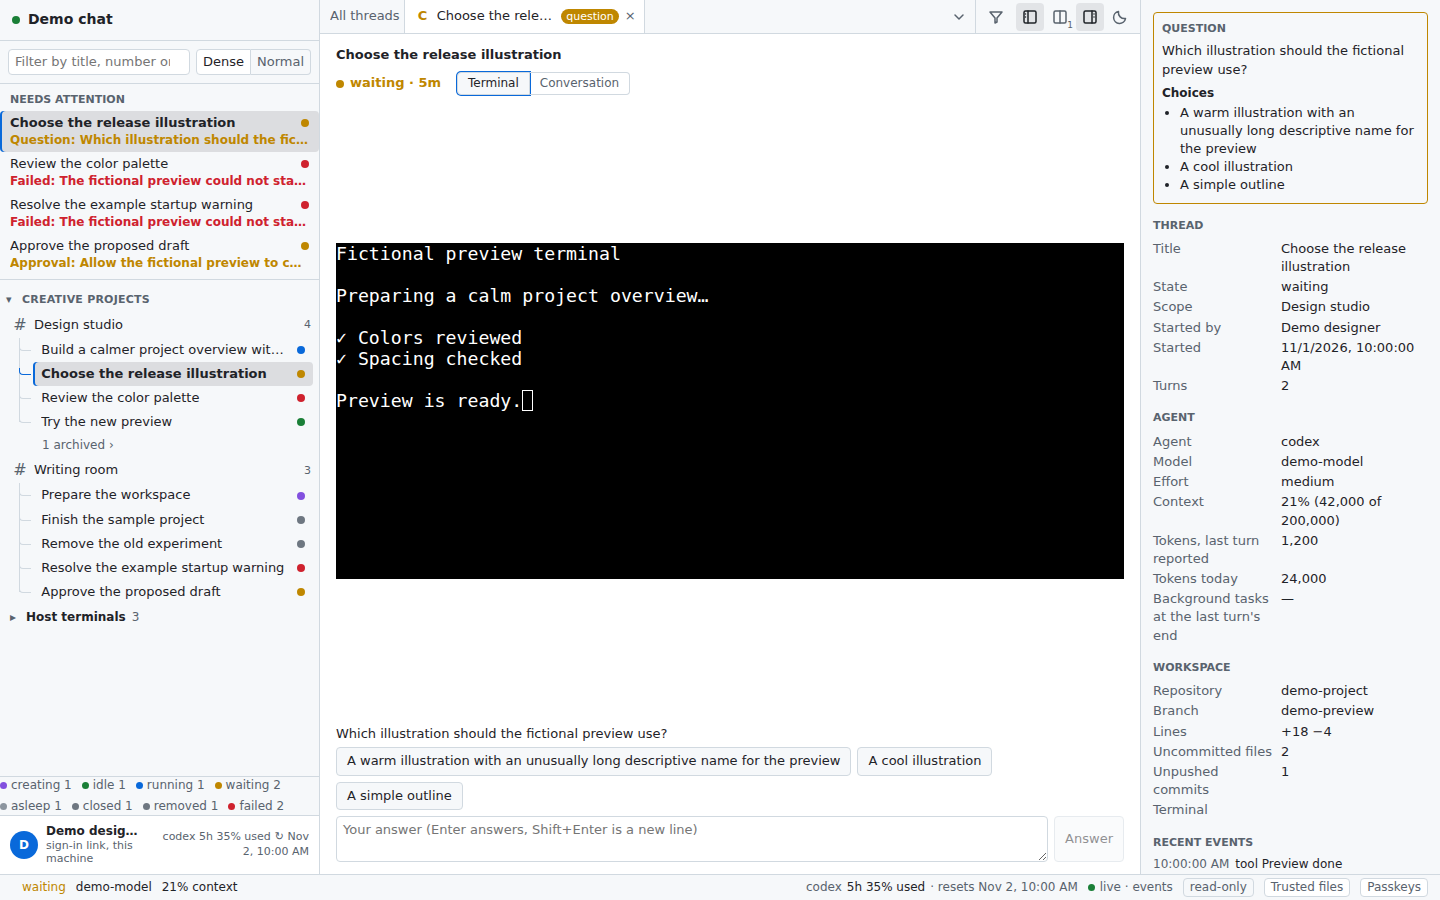 Demo chat
Filter by title, number or
Dense
Normal
NEEDS ATTENTION
Choose the release illustration
Question: Which illustration should the fic...
Review the color palette
Failed: The fictional preview could not sta...
Resolve the example startup warning
Failed: The fictional preview could not sta...
Approve the proposed draft
Approval: Allow the fictional preview to c...
▾ CREATIVE PROJECTS
# Design studio 4
Build a calmer project overview wit...
Choose the release illustration
Review the color palette
Try the new preview
1 archived ›
# Writing room 3
Prepare the workspace
Finish the sample project
Remove the old experiment
Resolve the example startup warning
Approve the proposed draft
▸ Host terminals 3
creating 1 idle 1 running 1 waiting 2
asleep 1 closed 1 removed 1 failed 2
D
Demo desig...
sign-in link, this
machine
codex 5h 35% used ↻ Nov
2, 10:00 AM
All threads
C Choose the rele... question ×
1
Choose the release illustration
waiting · 5m
Terminal
Conversation
Fictional preview terminal
Preparing a calm project overview…
✓ Colors reviewed
✓ Spacing checked
Preview is ready.
Which illustration should the fictional preview use?
A warm illustration with an unusually long descriptive name for the preview
A cool illustration
A simple outline
Your answer (Enter answers, Shift+Enter is a new line)
Answer
QUESTION
Which illustration should the fictional
preview use?
Choices
• A warm illustration with an
unusually long descriptive name for
the preview
• A cool illustration
• A simple outline
THREAD
Title Choose the release
illustration
State waiting
Scope Design studio
Started by Demo designer
Started 11/1/2026, 10:00:00
AM
Turns 2
AGENT
Agent codex
Model demo-model
Effort medium
Context 21% (42,000 of
200,000)
Tokens, last turn 1,200
reported
Tokens today 24,000
Background tasks —
at the last turn's
end
WORKSPACE
Repository demo-project
Branch demo-preview
Lines +18 −4
Uncommitted files 2
Unpushed 1
commits
Terminal
RECENT EVENTS
10:00:00 AM tool Preview done
waiting demo-model 21% context
codex 5h 35% used · resets Nov 2, 10:00 AM
live · events
read-only
Trusted files
Passkeys